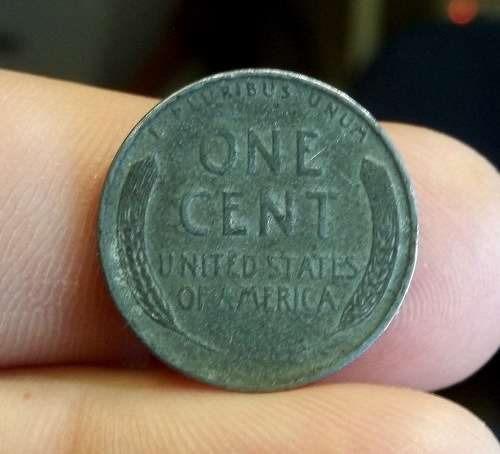 E PLURIBUS UNUM
ONE
CENT
UNITED STATES
OF AMERICA